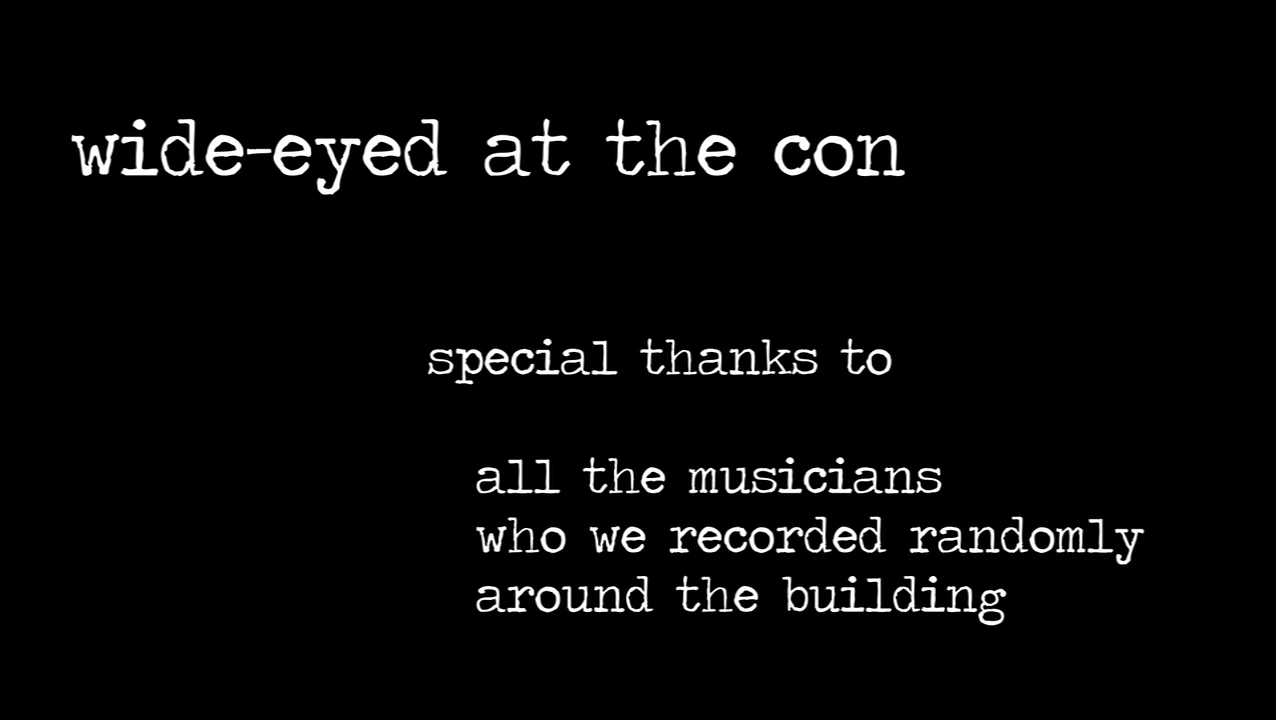 wide-eyed at the con
special thanks to
all the musicians
who we recorded randomly
around the building